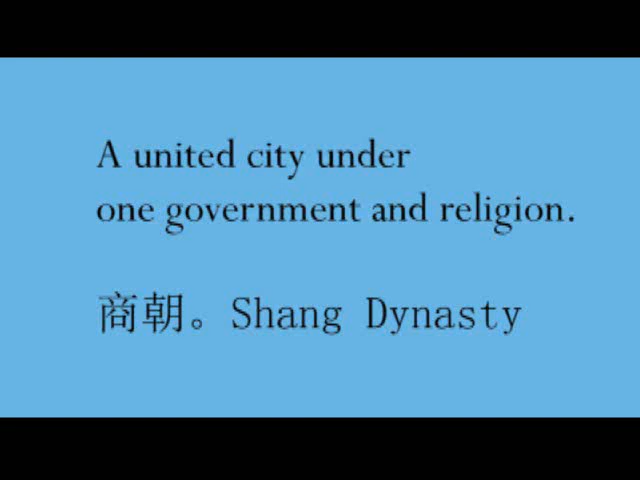 A united city under
one government and religion.
商朝。Shang Dynasty